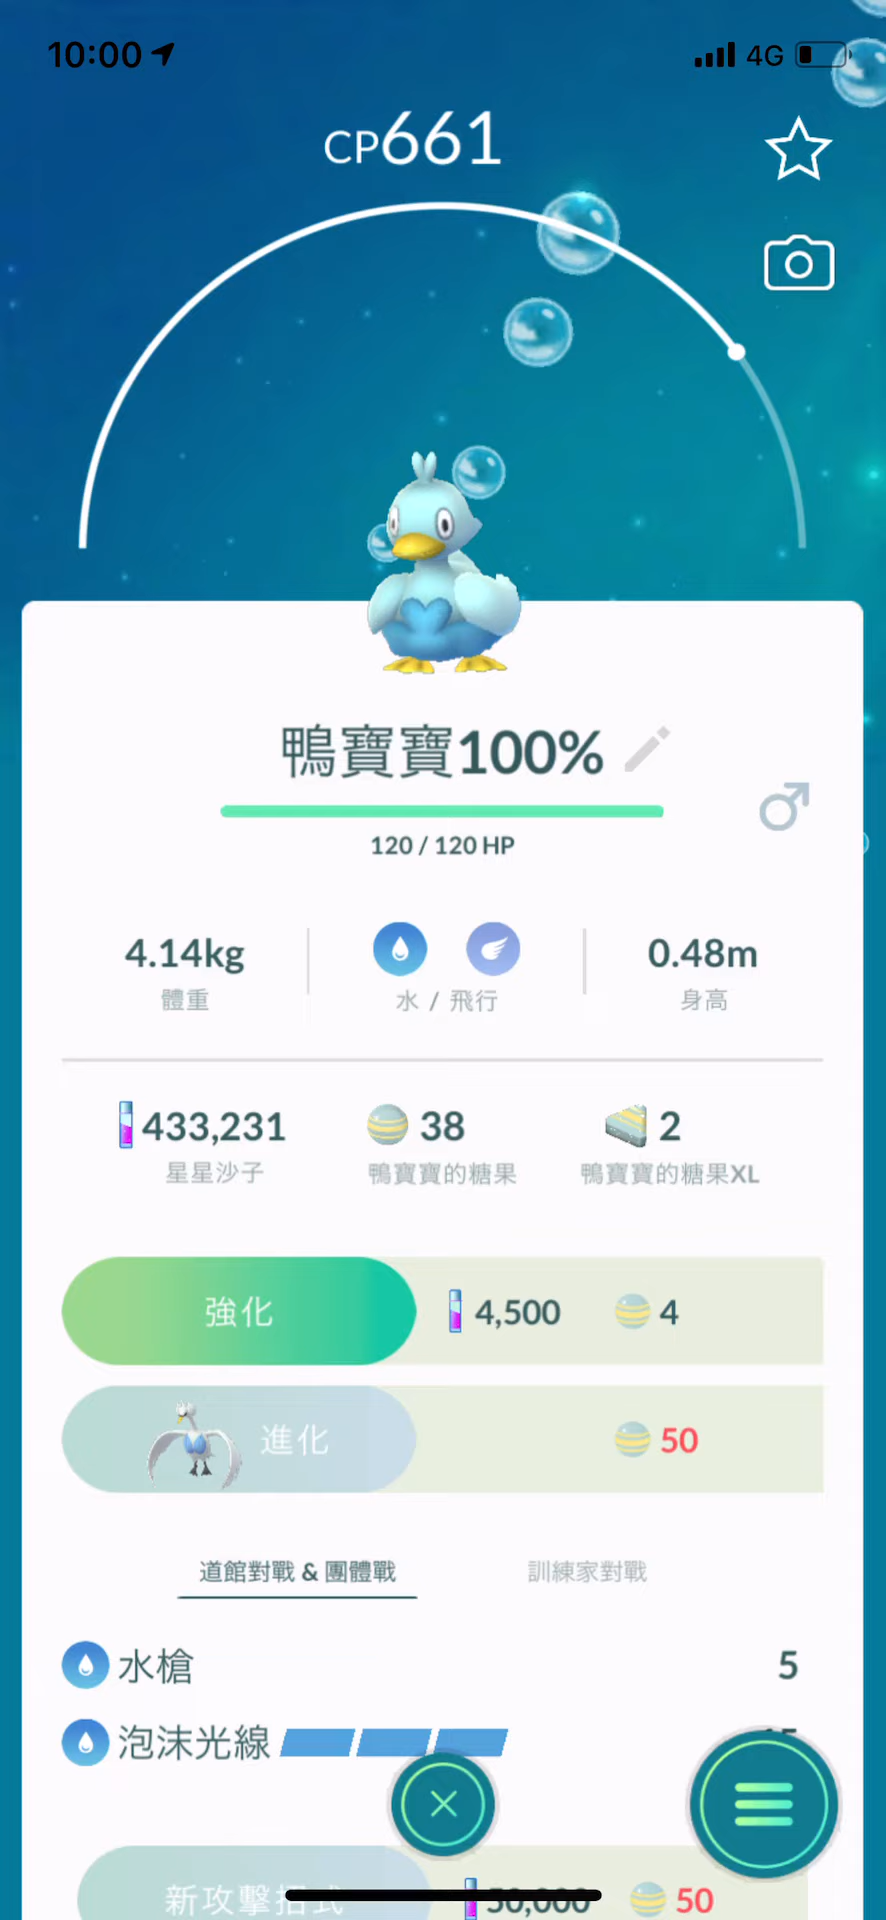 10:00 4G
CP661
鴨寶寶100%
120 / 120 HP
4.14kg 0.48m
體重 水 / 飛行 身高
433,231 38 2
星星沙子 鴨寶寶的糖果 鴨寶寶的糖果XL
強化 4,500 4
進化 50
道館對戰 & 團體戰 訓練家對戰
水槍 5
泡沫光線
新攻擊招式 50,000 50